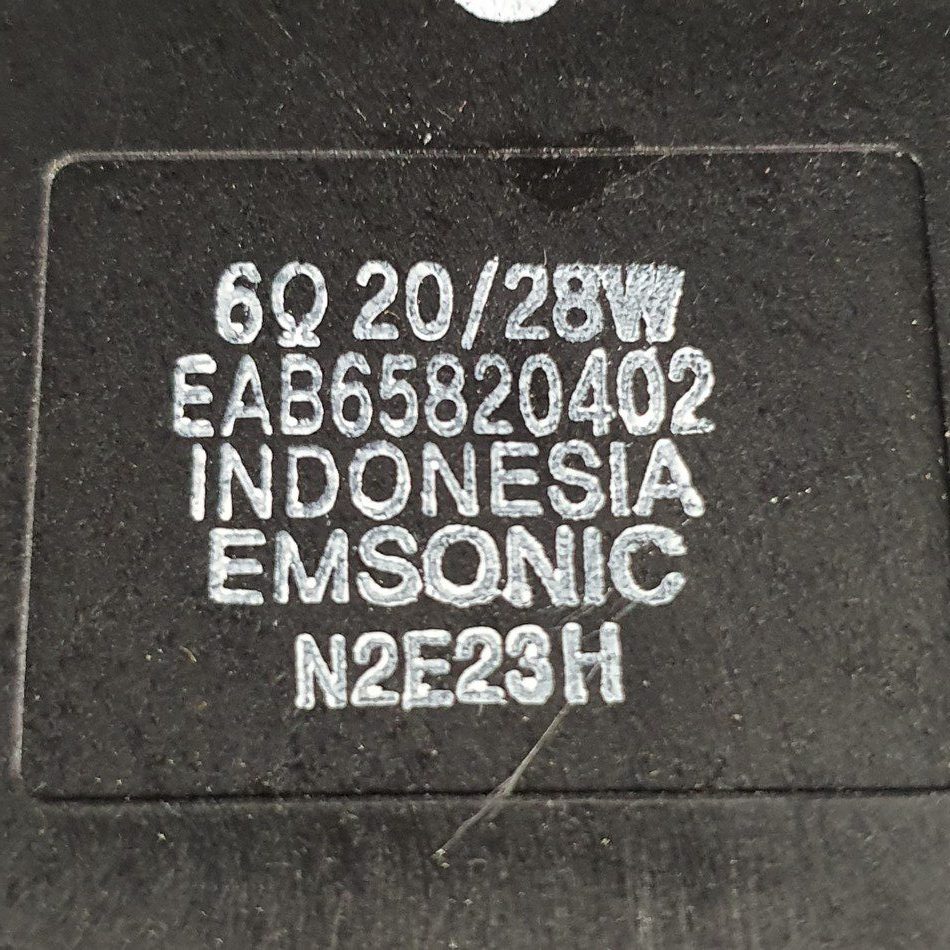 6Ω 20/28W
EAB65820402
INDONESIA
EMSONIC
N2E23H